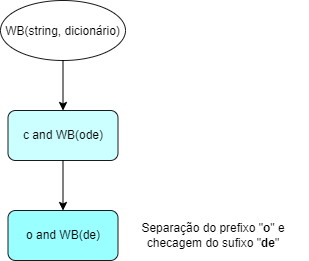 WB(string, dicionário)
c and WB(ode)
o and WB(de)
Separação do prefixo "o" e
checagem do sufixo "de"